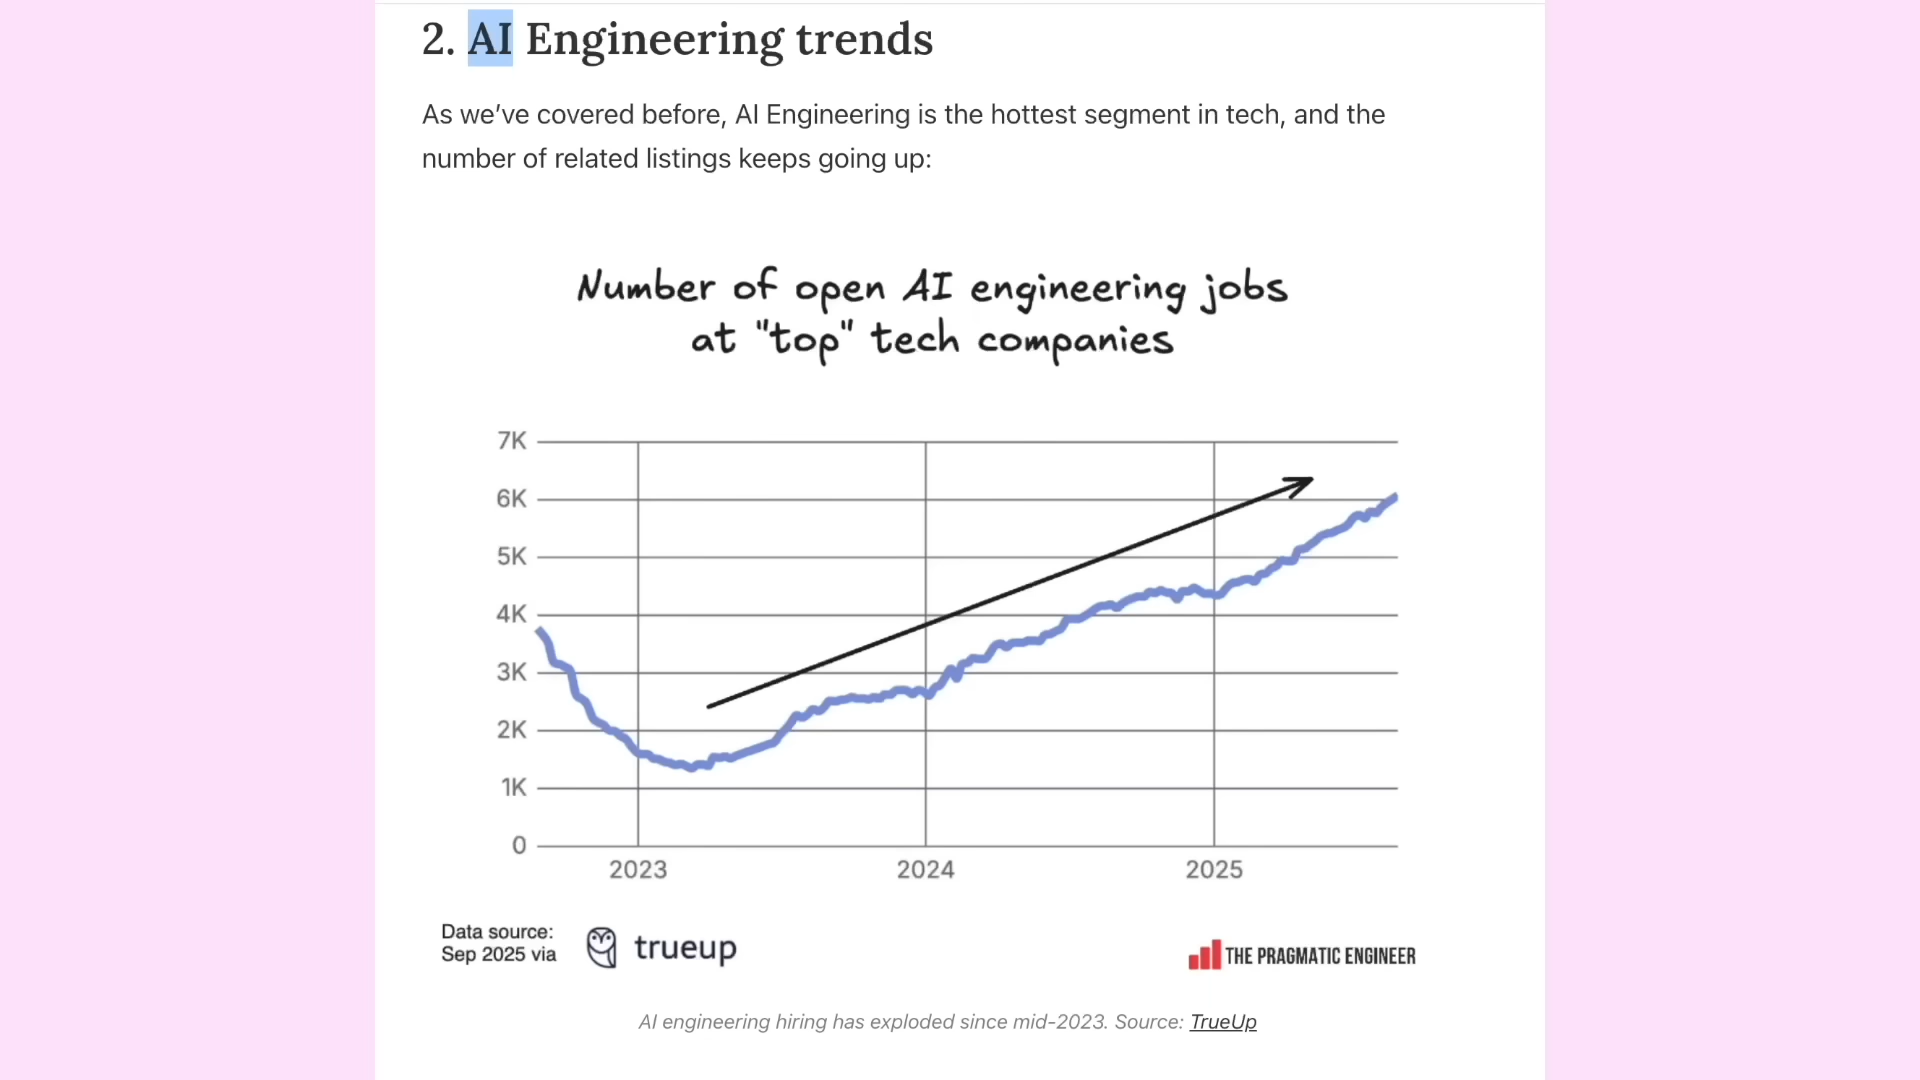 2. AI Engineering trends
As we’ve covered before, AI Engineering is the hottest segment in tech, and the
number of related listings keeps going up:
Number of open AI engineering jobs
at "top" tech companies
7K
6K
5K
4K
3K
2K
1K
0
2023 2024 2025
Data source:
Sep 2025 via
trueup
THE PRAGMATIC ENGINEER
AI engineering hiring has exploded since mid-2023. Source: TrueUp